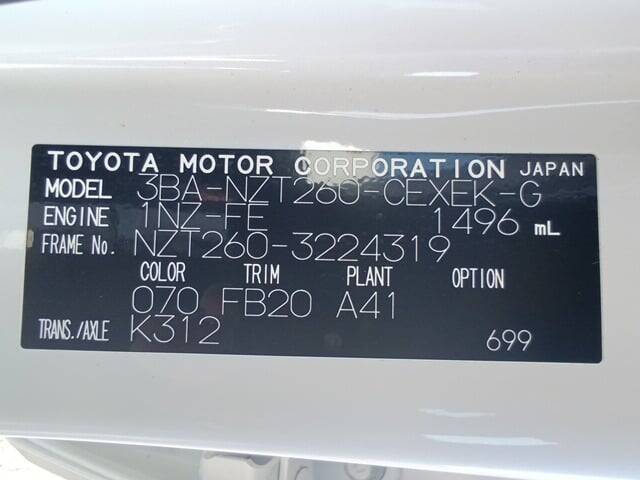 TOYOTA MOTOR CORPORATION JAPAN
MODEL 3BA-NZT260-CEXEK-G
ENGINE 1NZ-FE 1496 mL
FRAME No. NZT260-3224319
COLOR TRIM PLANT OPTION
070 FB20 A41
TRANS./AXLE K312
699